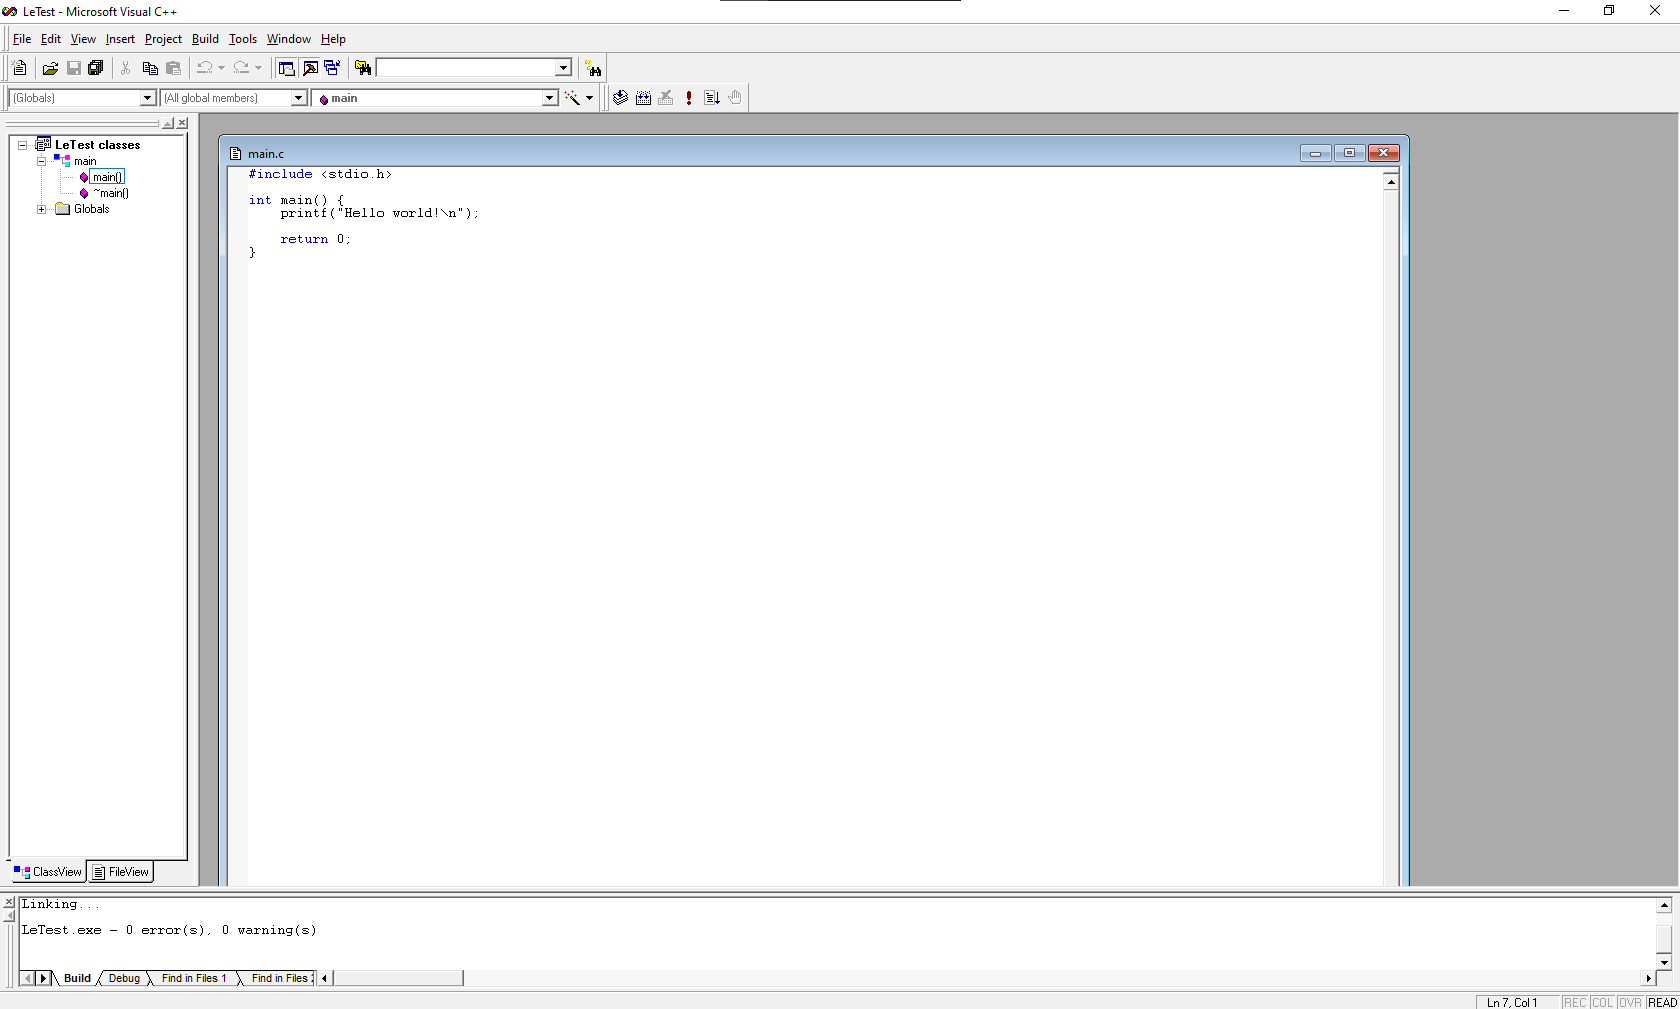 LeTest - Microsoft Visual C++
File Edit View Insert Project Build Tools Window Help
(Globals) (All global members) main
LeTest classes
main
main()
~main()
Globals
ClassView FileView
main.c
#include <stdio.h>
int main() {
printf("Hello world!\n");
return 0;
}
Linking...
LeTest.exe - 0 error(s), 0 warning(s)
Build Debug Find in Files 1 Find in Files
Ln 7, Col 1 REC COL OVR READ